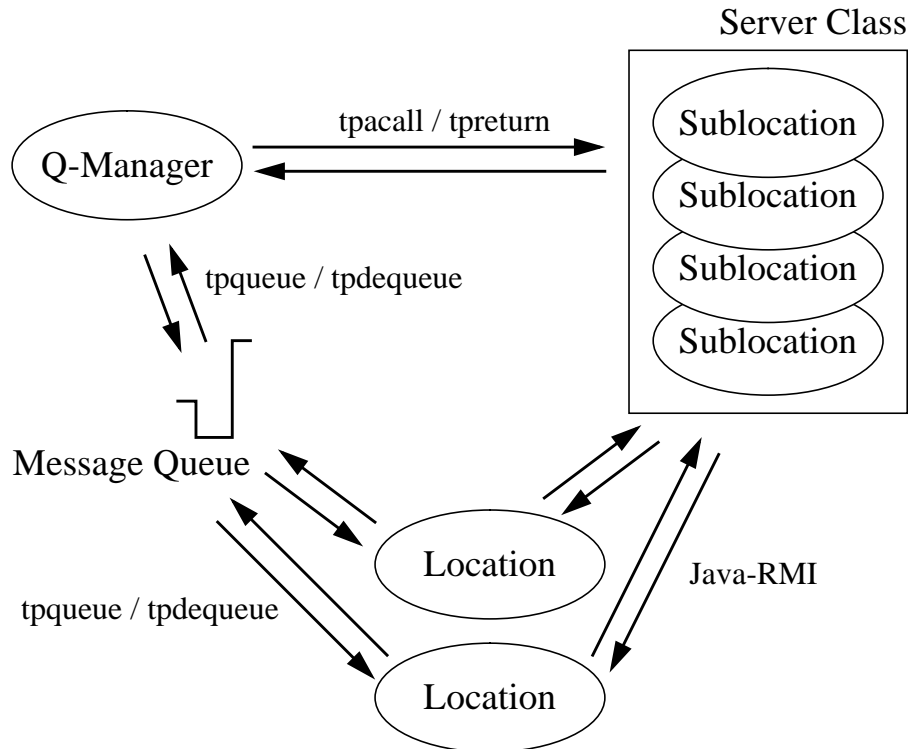 Server Class
Sublocation
tpacall / tpreturn
Q-Manager
Sublocation
tpqueue / tpdequeue
Sublocation
Sublocation
Message Queue
Location
Java-RMI
tpqueue / tpdequeue
Location